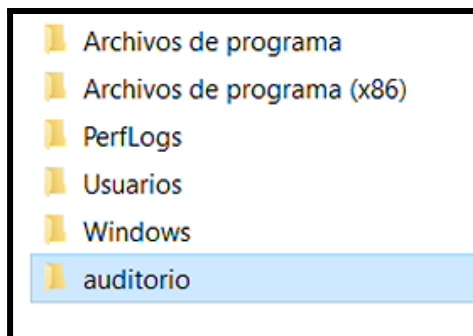 Archivos de programa
Archivos de programa (x86)
PerfLogs
Usuarios
Windows
auditorio